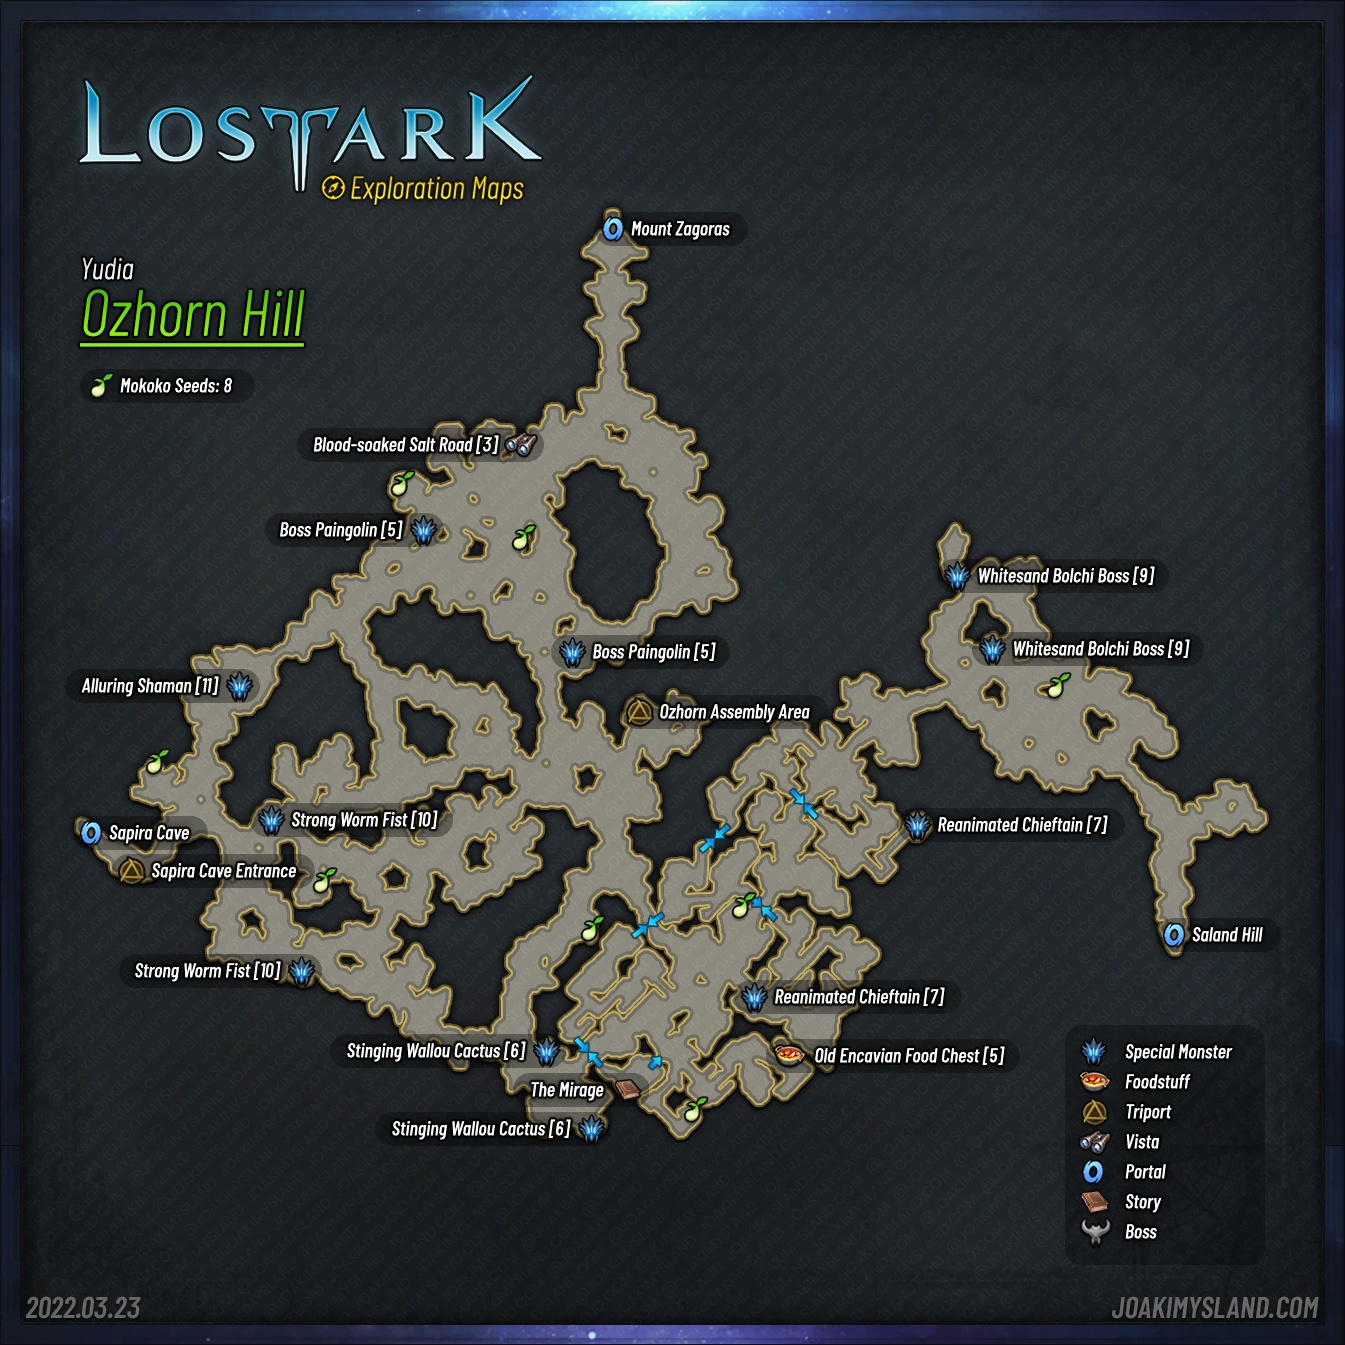 LOSTARK
Exploration Maps
Mount Zagoras
Yudia
Ozhorn Hill
Mokoko Seeds: 8
Blood-soaked Salt Road [3]
Boss Paingolin [5]
Whitesand Bolchi Boss [9]
Whitesand Bolchi Boss [9]
Boss Paingolin [5]
Alluring Shaman [11]
Ozhorn Assembly Area
Strong Worm Fist [10]
Reanimated Chieftain [7]
Sapira Cave
Sapira Cave Entrance
Saland Hill
Strong Worm Fist [10]
Reanimated Chieftain [7]
Stinging Wallou Cactus [6]
Old Encavian Food Chest [5]
The Mirage
Stinging Wallou Cactus [6]
Special Monster
Foodstuff
Triport
Vista
Portal
Story
Boss
2022.03.23
JOAKIMYSLAND.COM